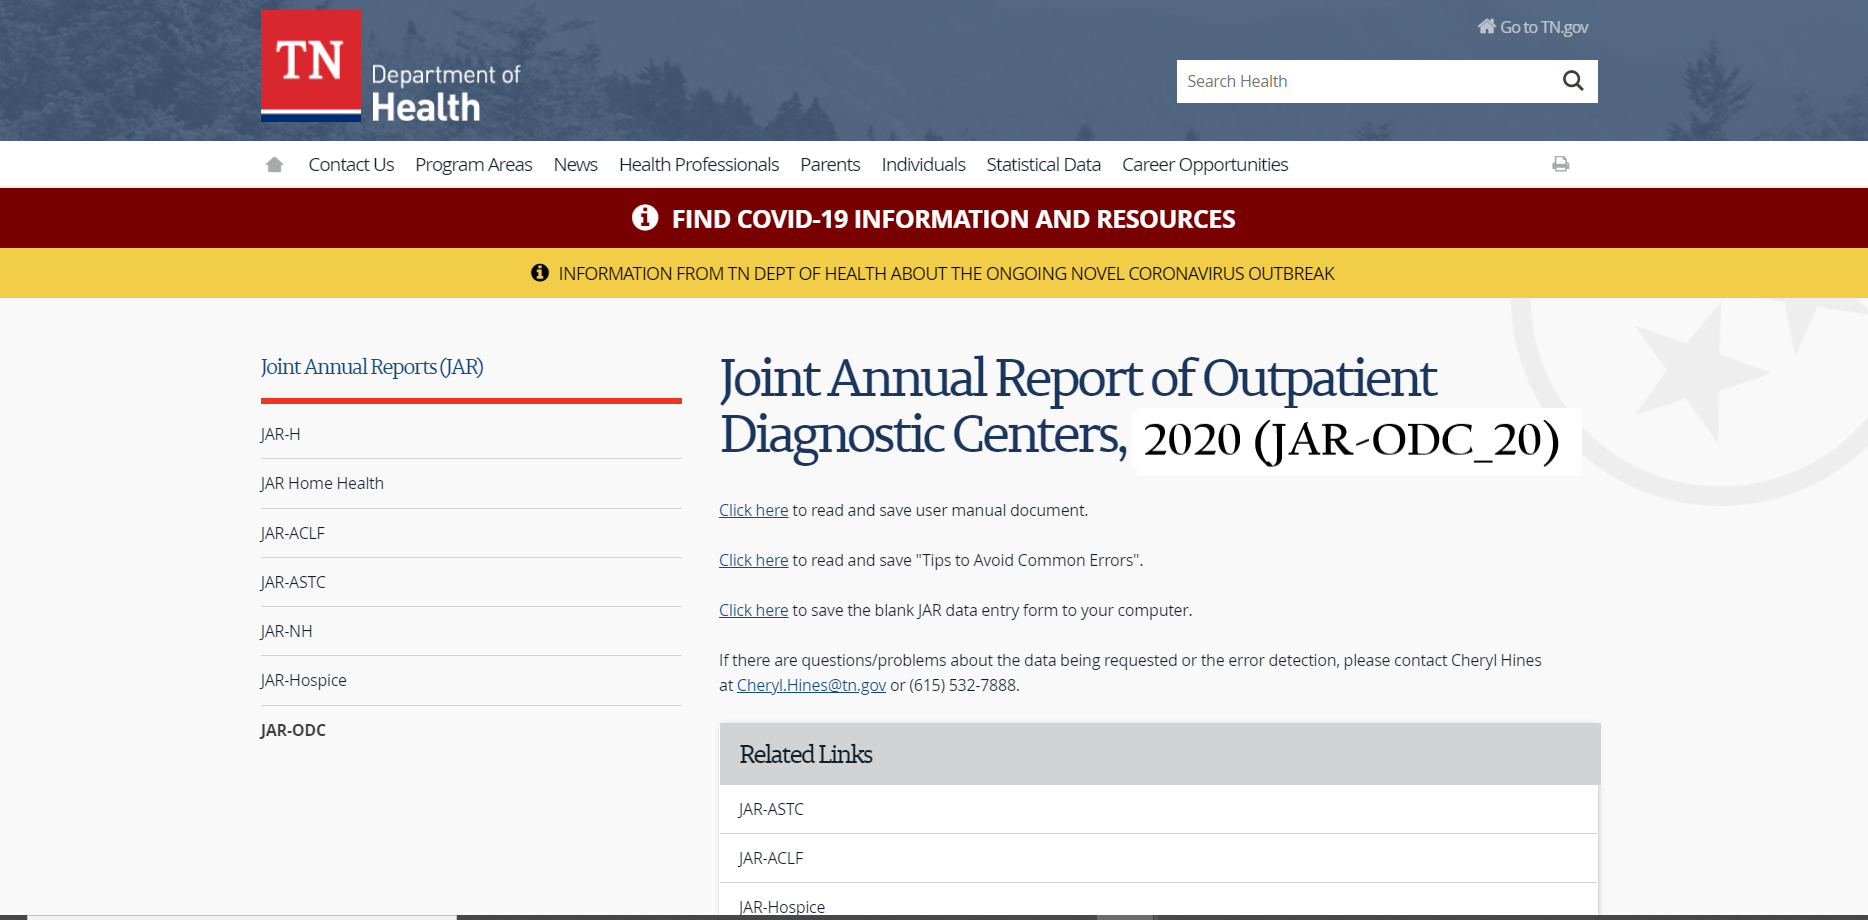 TN
Department of
Health
Go to TN.gov
Search Health
Contact Us Program Areas News Health Professionals Parents Individuals Statistical Data Career Opportunities
FIND COVID-19 INFORMATION AND RESOURCES
INFORMATION FROM TN DEPT OF HEALTH ABOUT THE ONGOING NOVEL CORONAVIRUS OUTBREAK
Joint Annual Reports (JAR)
JAR-H
JAR Home Health
JAR-ACLF
JAR-ASTC
JAR-NH
JAR-Hospice
JAR-ODC
Joint Annual Report of Outpatient
Diagnostic Centers, 2020 (JAR-ODC_20)
Click here to read and save user manual document.
Click here to read and save "Tips to Avoid Common Errors".
Click here to save the blank JAR data entry form to your computer.
If there are questions/problems about the data being requested or the error detection, please contact Cheryl Hines
at Cheryl.Hines@tn.gov or (615) 532-7888.
Related Links
JAR-ASTC
JAR-ACLF
JAR-Hospice